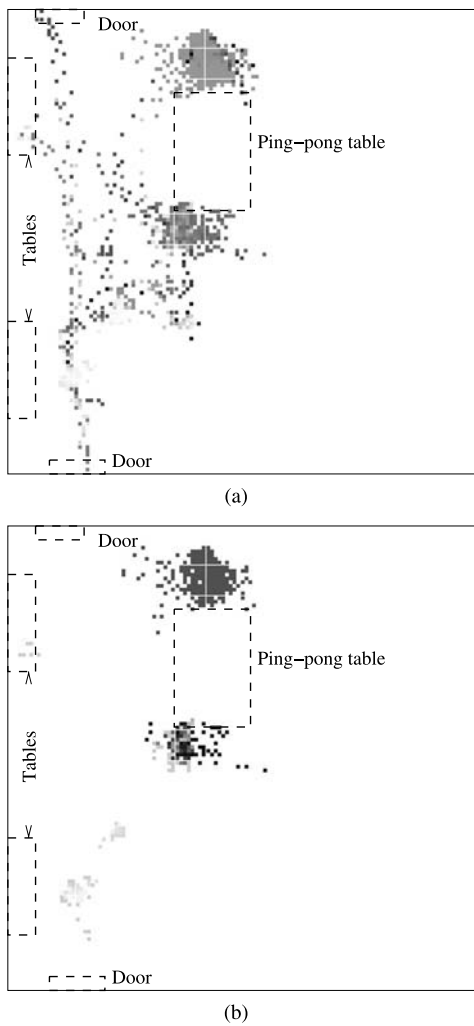 Door
Ping-pong table
Tables
Door
(a)
Door
Ping-pong table
Tables
Door
(b)